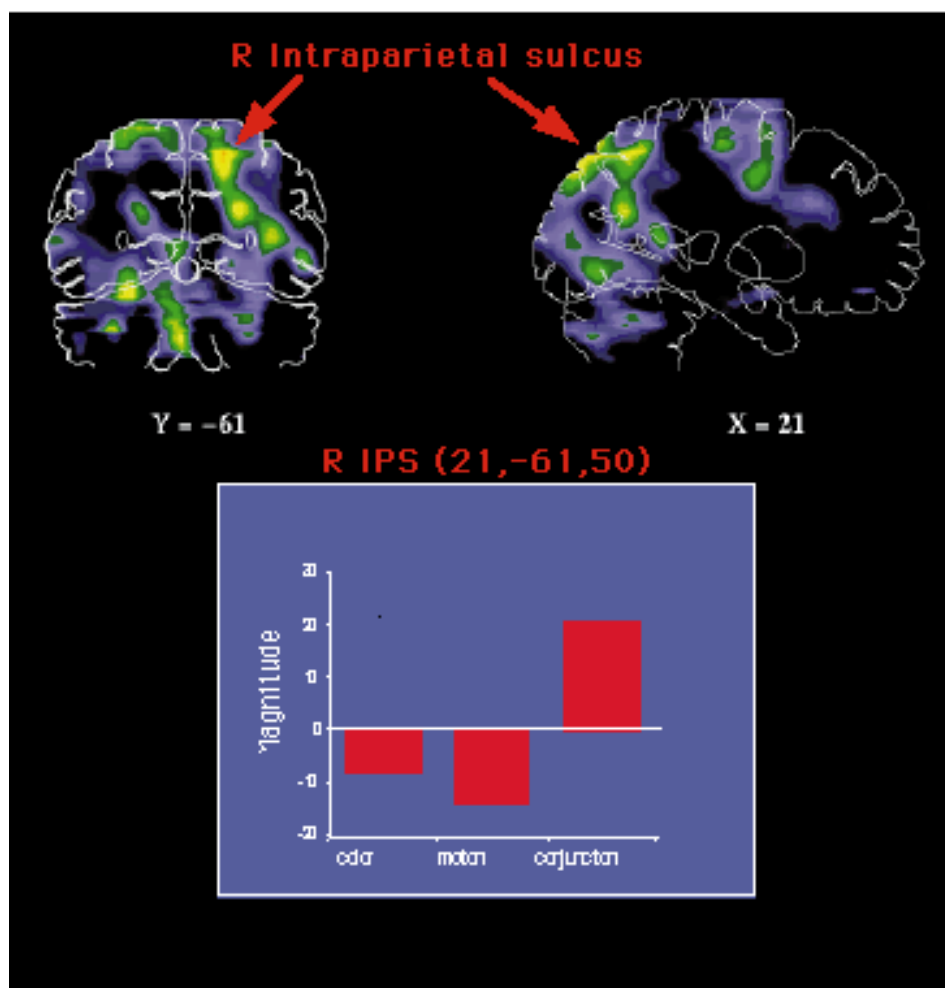 R Intraparietal sulcus
Y = -61
X = 21
R IPS (21,-61,50)
Magnitude
30
20
10
0
-10
-20
color
motion
conjunction